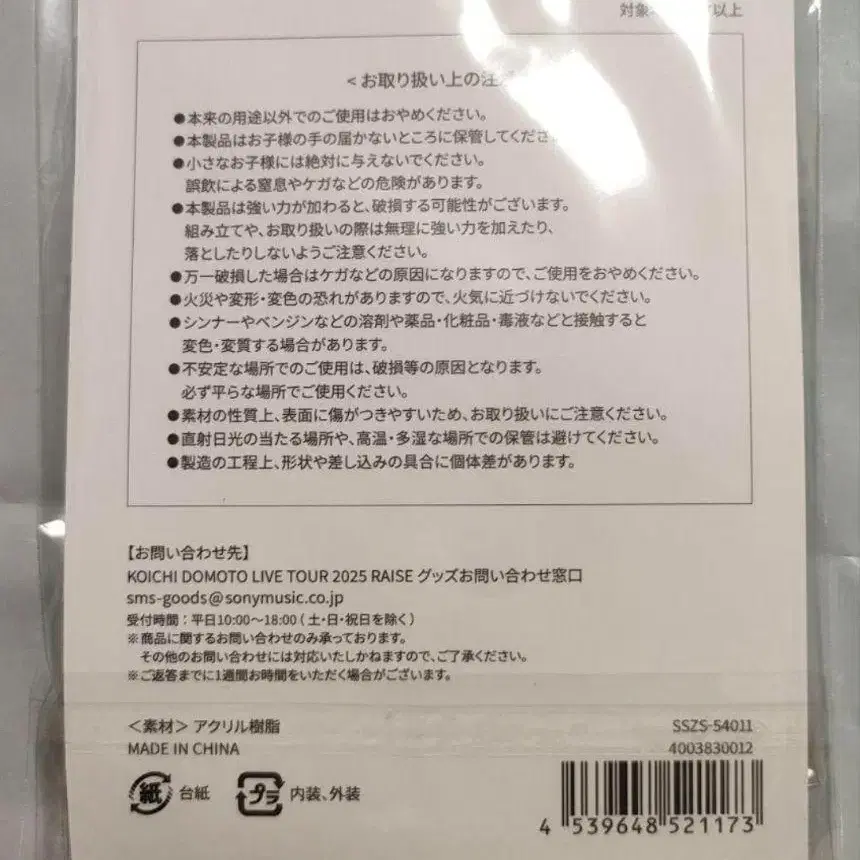 対象
以上
<お取り扱い上の注
●本来の用途以外でのご使用はおやめください。
●本製品はお子様の手の届かないところに保管してくださ
●小さなお子様には絶対に与えないでください。
誤飲による窒息やケガなどの危険があります。
●本製品は強い力が加わると、破損する可能性がございます。
組み立てや、お取り扱いの際は無理に強い力を加えたり、
落としたりしないようご注意ください。
●万一破損した場合はケガなどの原因になりますので、ご使用をおやめください。
●火災や変形・変色の恐れがありますので、火気に近づけないでください。
●シンナーやベンジンなどの溶剤や薬品・化粧品・毒液などと接触すると
変色・変質する場合があります。
●不安定な場所でのご使用は、破損等の原因となります。
必ず平らな場所でご使用ください。
●素材の性質上、表面に傷がつきやすいため、お取り扱いにご注意ください。
●直射日光の当たる場所や、高温・多湿な場所での保管は避けてください。
●製造の工程上、形状や差し込みの具合に個体差があります。
【お問い合わせ先】
KOICHI DOMOTO LIVE TOUR 2025 RAISE グッズお問い合わせ窓口
sms-goods@sonymusic.co.jp
受付時間：平日10:00～18:00（土・日・祝日を除く）
※商品に関するお問い合わせのみ承っております。
その他のお問い合わせには対応いたしかねますので、ご了承ください。
※ご返答までに1週間お時間をいただく場合がございます。
<素材> アクリル樹脂
SSZS-54011
MADE IN CHINA
4003830012
紙 台紙 プラ 内装、外装
4 539648 521173